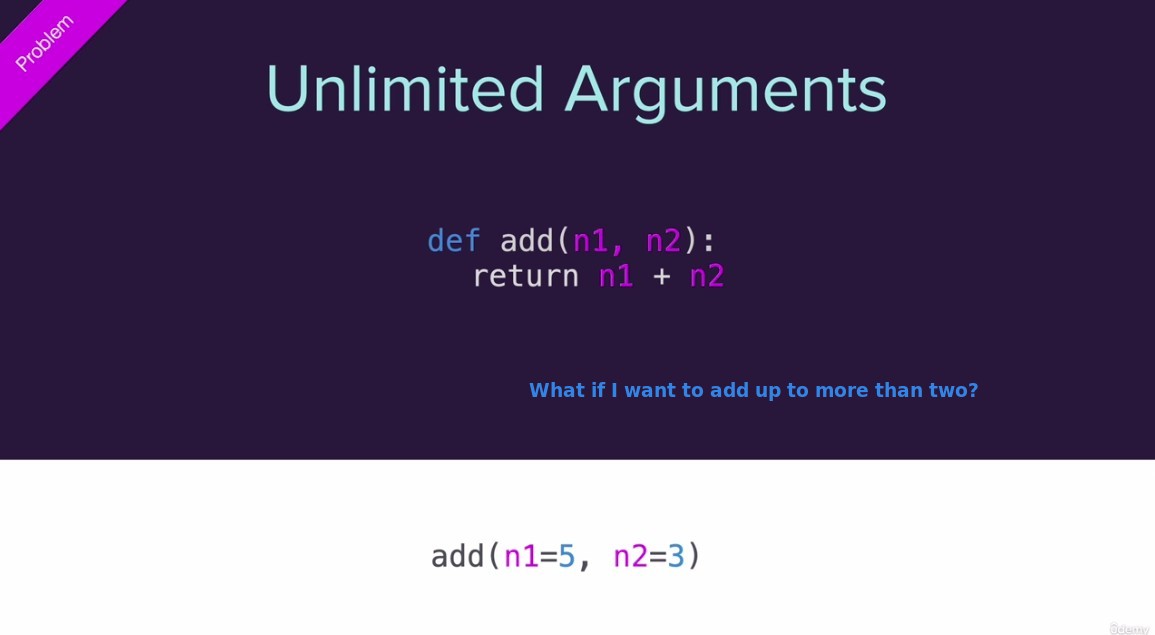 Problem
Unlimited Arguments
def add(n1, n2):
return n1 + n2
What if I want to add up to more than two?
add(n1=5, n2=3)
ûdemy